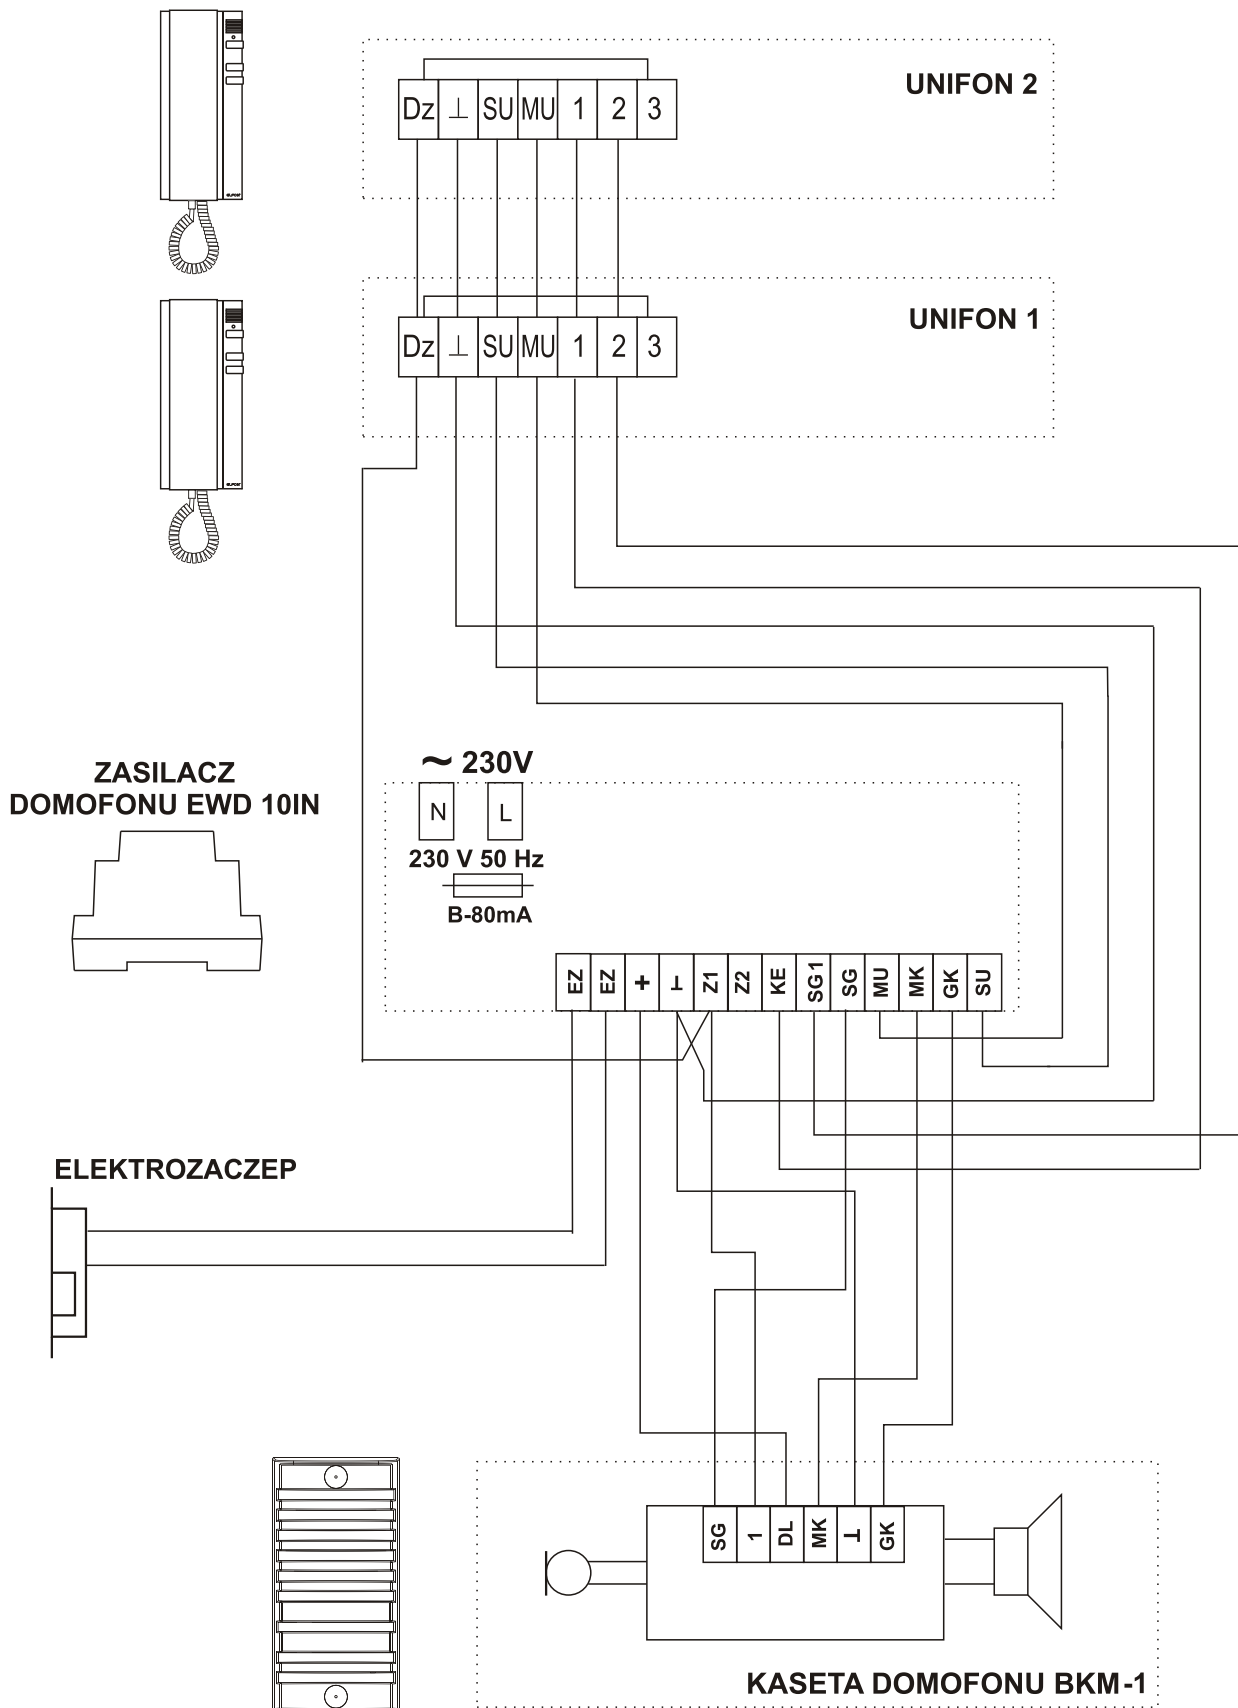 UNIFON 2
Dz ⊥ SU MU 1 2 3
UNIFON 1
Dz ⊥ SU MU 1 2 3
~ 230V
N L
230 V 50 Hz
B-80mA
ZASILACZ
DOMOFONU EWD 10IN
EZ EZ + ⊥ Z1 Z2 KE SG1 SG MU MK GK SU
ELEKTROZACZEP
SG 1 DL MK ⊥ GK
KASETA DOMOFONU BKM-1